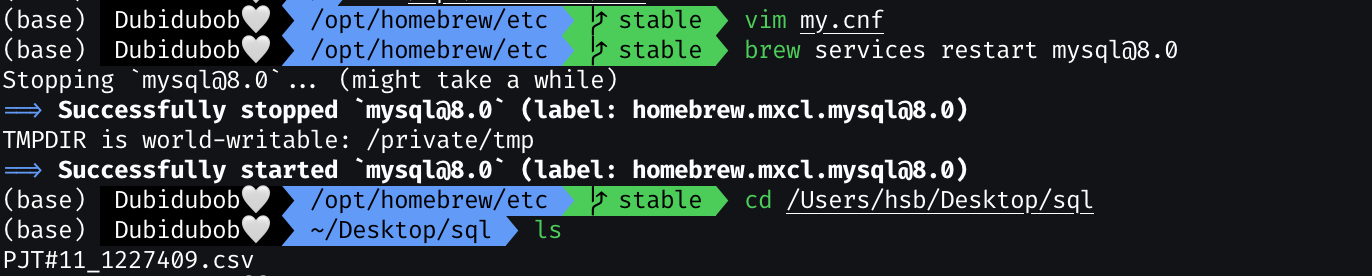 (base) Dubidubob🤍 /opt/homebrew/etc stable vim my.cnf
(base) Dubidubob🤍 /opt/homebrew/etc stable brew services restart mysql@8.0
Stopping `mysql@8.0`... (might take a while)
==> Successfully stopped `mysql@8.0` (label: homebrew.mxcl.mysql@8.0)
TMPDIR is world-writable: /private/tmp
==> Successfully started `mysql@8.0` (label: homebrew.mxcl.mysql@8.0)
(base) Dubidubob🤍 /opt/homebrew/etc stable cd /Users/hsb/Desktop/sql
(base) Dubidubob🤍 ~/Desktop/sql ls
PJT#11_1227409.csv